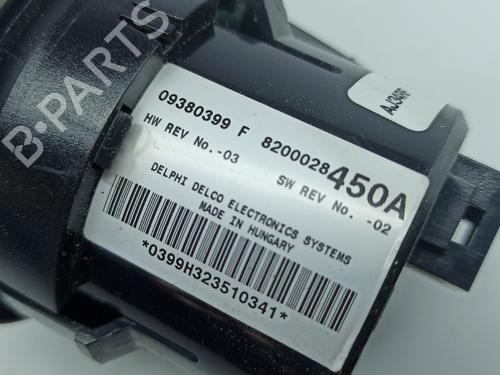 B-PARTS
AJ34RF
09380399 F 8200028450A
HW REV No. -03 SW REV No. -02
DELPHI DELCO ELECTRONICS SYSTEMS
MADE IN HUNGARY
*0399H323510341*